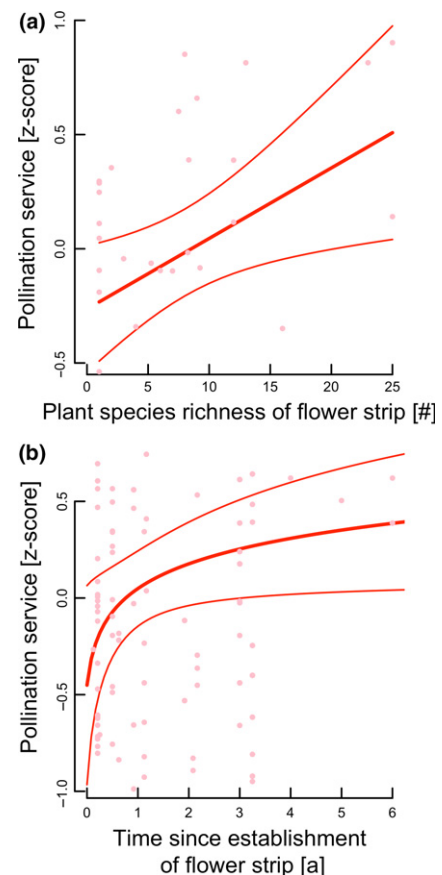 (a)
Pollination service [z-score]
1.0
0.5
0.0
−0.5
0 5 10 15 20 25
Plant species richness of flower strip [#]
(b)
Pollination service [z-score]
0.5
0.0
−0.5
−1.0
0 1 2 3 4 5 6
Time since establishment
of flower strip [a]